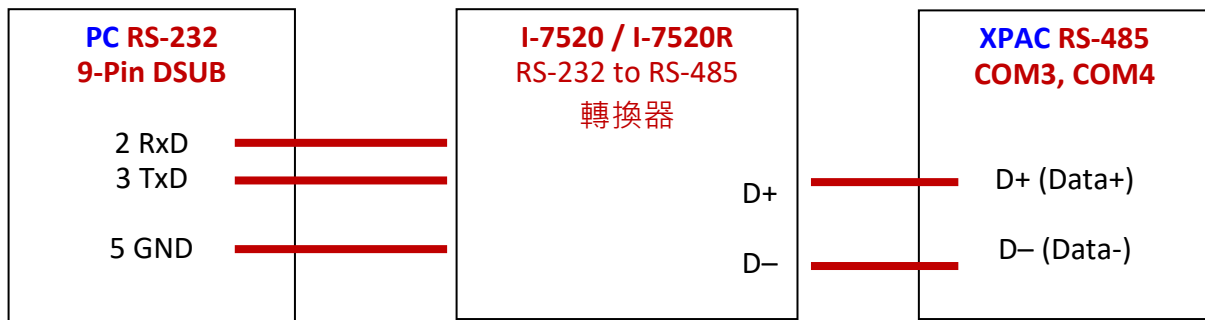 PC RS-232
9-Pin DSUB
2 RxD
3 TxD
5 GND
I-7520 / I-7520R
RS-232 to RS-485
轉換器
D+
D–
XPAC RS-485
COM3, COM4
D+ (Data+)
D– (Data-)